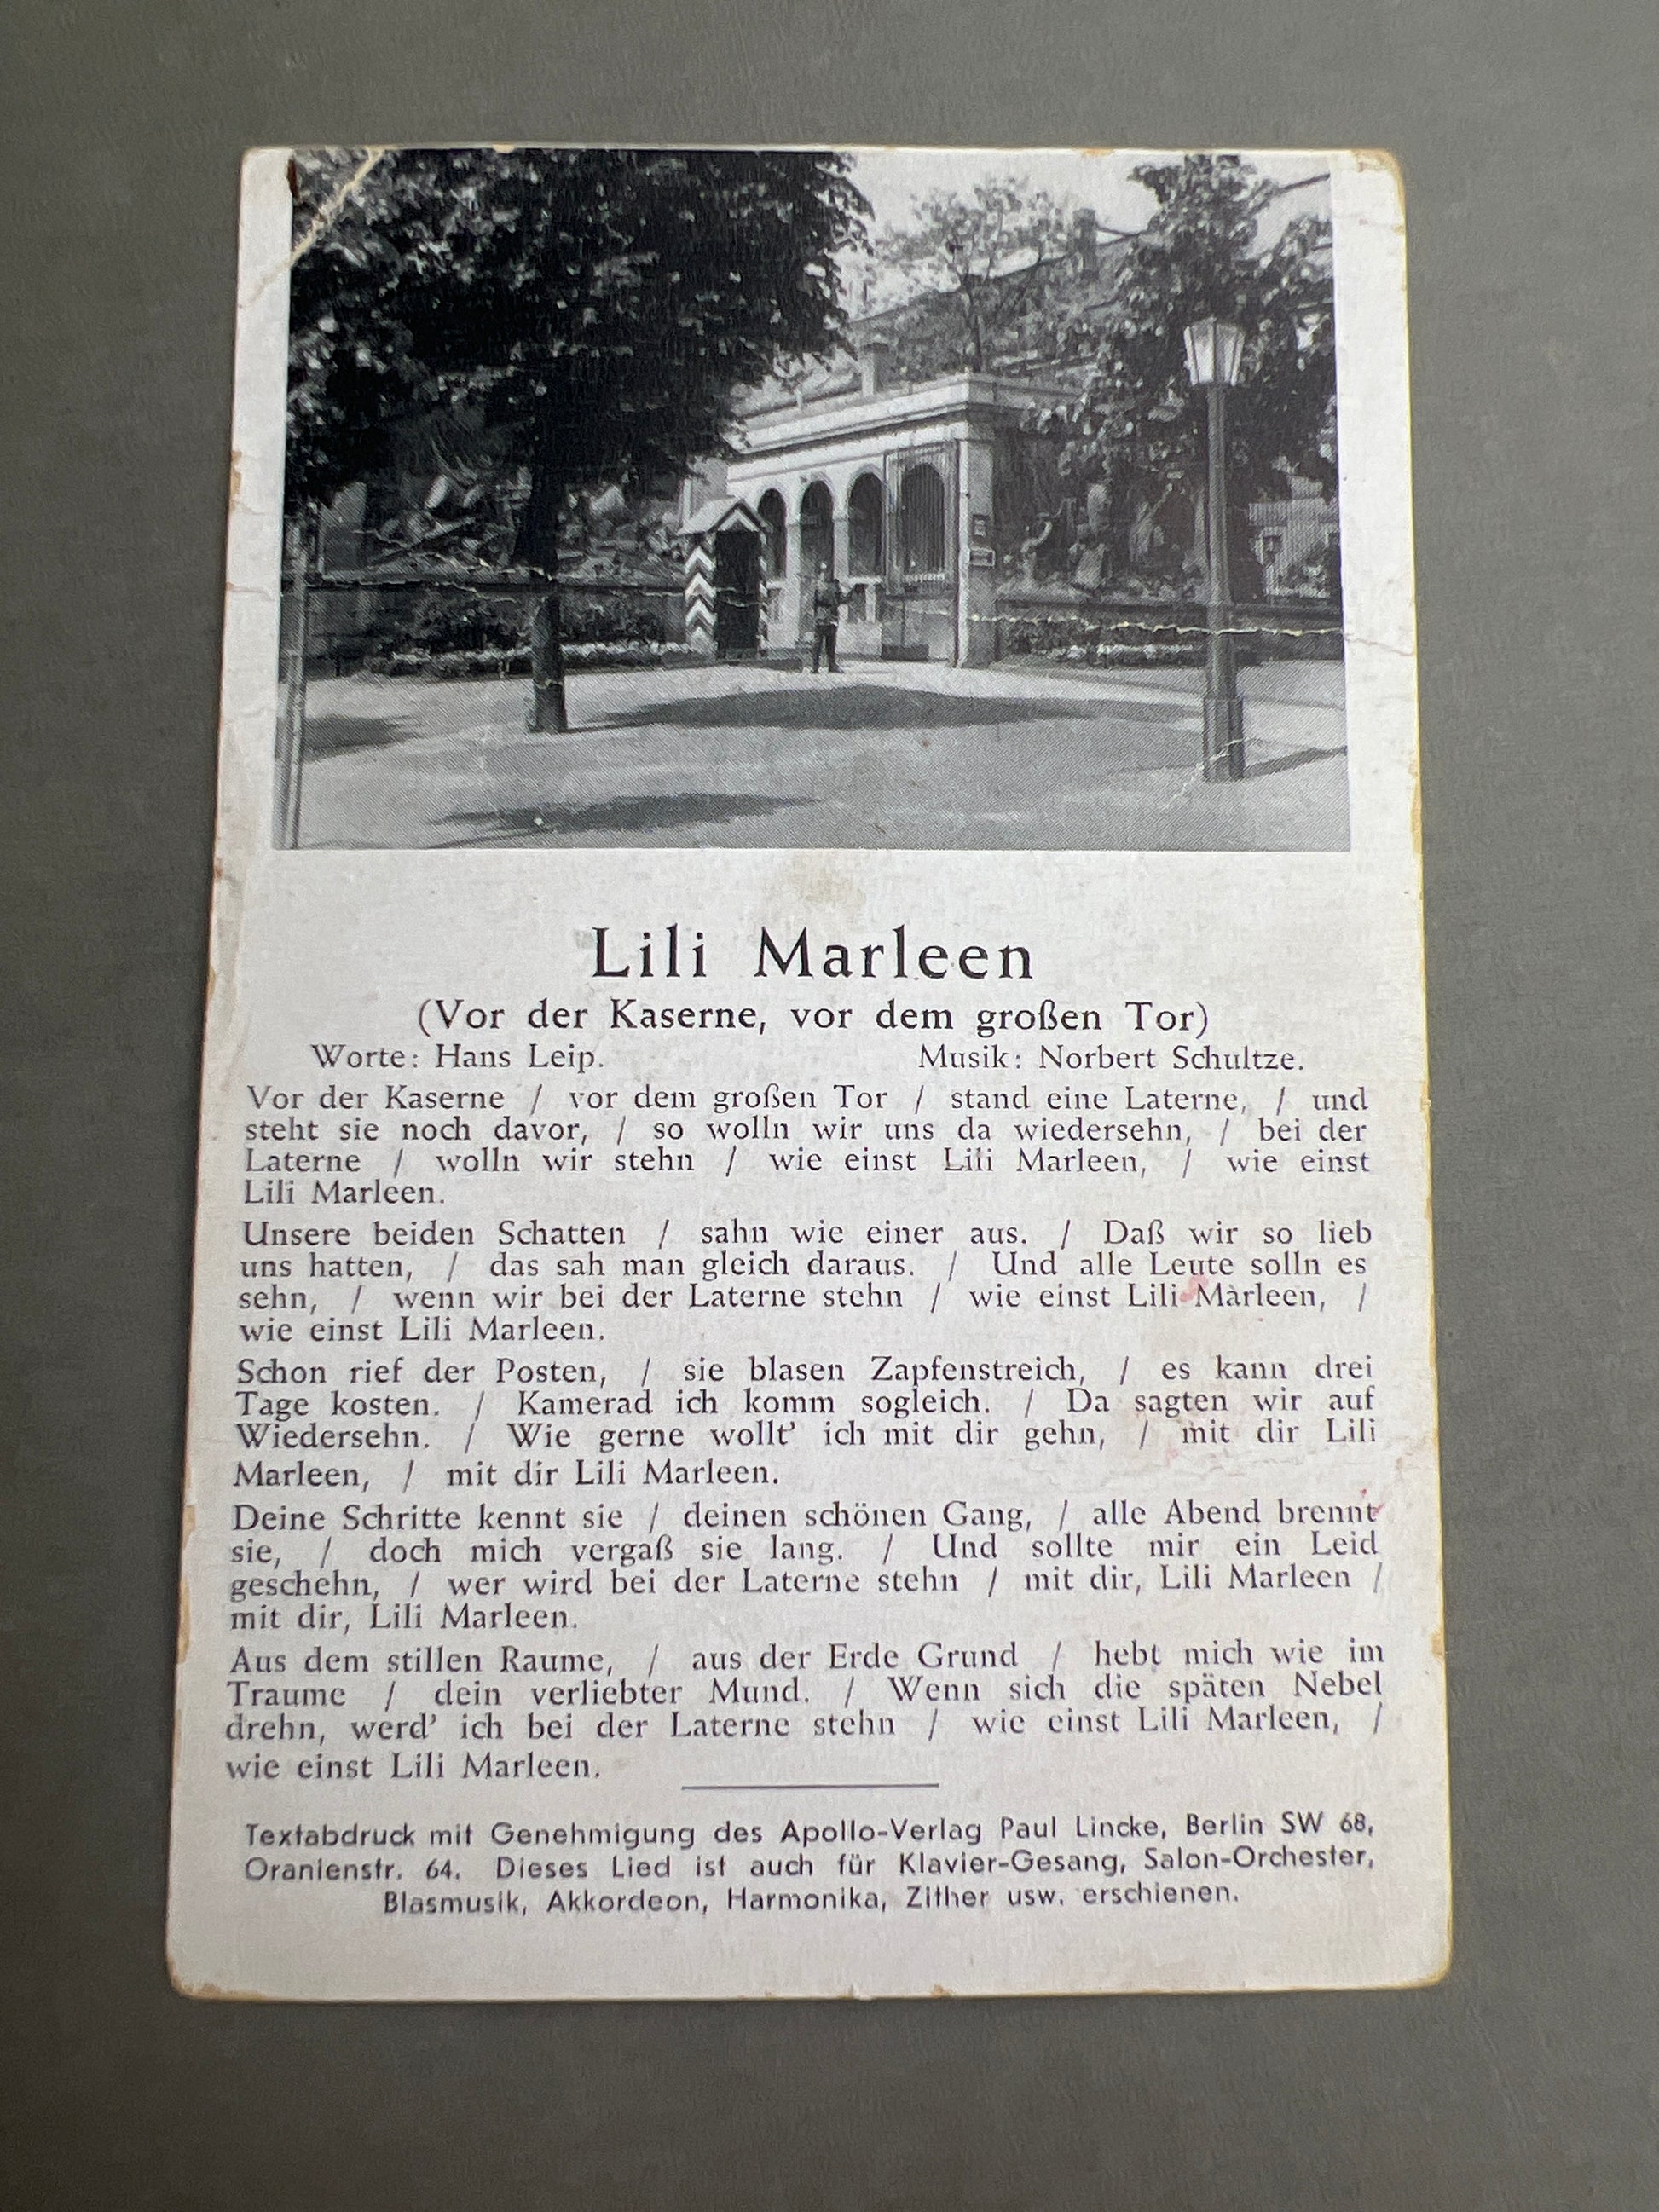 Lili Marleen
(Vor der Kaserne, vor dem großen Tor)
Worte: Hans Leip. Musik: Norbert Schultze.
Vor der Kaserne / vor dem großen Tor / stand eine Laterne, / und
steht sie noch davor, / so wolln wir uns da wiedersehn, / bei der
Laterne / wolln wir stehn / wie einst Lili Marleen, / wie einst
Lili Marleen.
Unsere beiden Schatten / sahn wie einer aus. / Daß wir so lieb
uns hatten, / das sah man gleich daraus. / Und alle Leute solln es
sehn, / wenn wir bei der Laterne stehn / wie einst Lili Marleen, /
wie einst Lili Marleen.
Schon rief der Posten, / sie blasen Zapfenstreich, / es kann drei
Tage kosten. / Kamerad ich komm sogleich. / Da sagten wir auf
Wiedersehn. / Wie gerne wollt' ich mit dir gehn, / mit dir Lili
Marleen, / mit dir Lili Marleen.
Deine Schritte kennt sie / deinen schönen Gang, / alle Abend brennt
sie, / doch mich vergaß sie lang. / Und sollte mir ein Leid
geschehn, / wer wird bei der Laterne stehn / mit dir, Lili Marleen /
mit dir, Lili Marleen.
Aus dem stillen Raume, / aus der Erde Grund / hebt mich wie im
Traume / dein verliebter Mund. / Wenn sich die späten Nebel
drehn, werd' ich bei der Laterne stehn / wie einst Lili Marleen, /
wie einst Lili Marleen.
Textabdruck mit Genehmigung des Apollo-Verlag Paul Lincke, Berlin SW 68,
Oranienstr. 64. Dieses Lied ist auch für Klavier-Gesang, Salon-Orchester,
Blasmusik, Akkordeon, Harmonika, Zither usw. erschienen.